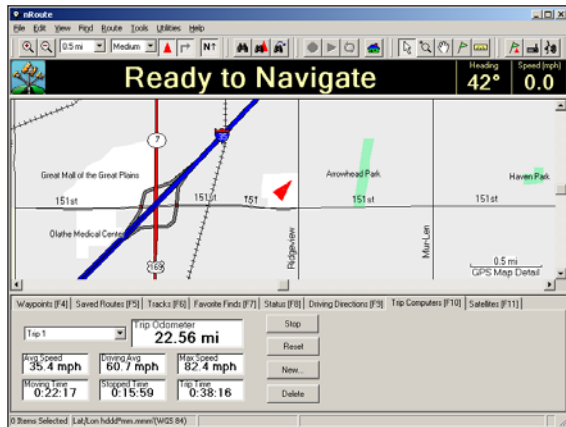 nRoute
File Edit View Find Route Tools Utilities Help
0.5 mi Medium N↑
Ready to Navigate
Heading
42°
Speed (mph)
0.0
7
35
Great Mall of the Great Plains
Arrowhead Park
Haven Park
151st 151st 151 151st 151st
Olathe Medical Center
169
Ridgeview
Mur-Len
0.5 mi
GPS Map Detail
Waypoints [F4] Saved Routes [F5] Tracks [F6] Favorite Finds [F7] Status [F8] Driving Directions [F9] Trip Computers [F10] Satellites [F11]
Trip 1
Trip Odometer
22.56 mi
Stop
Reset
New...
Delete
Avg Speed
35.4 mph
Driving Avg
60.7 mph
Max Speed
82.4 mph
Moving Time
0:22:17
Stopped Time
0:15:59
Trip Time
0:38:16
0 Items Selected Lat/Lon hddd°mm.mmm'(WGS 84)